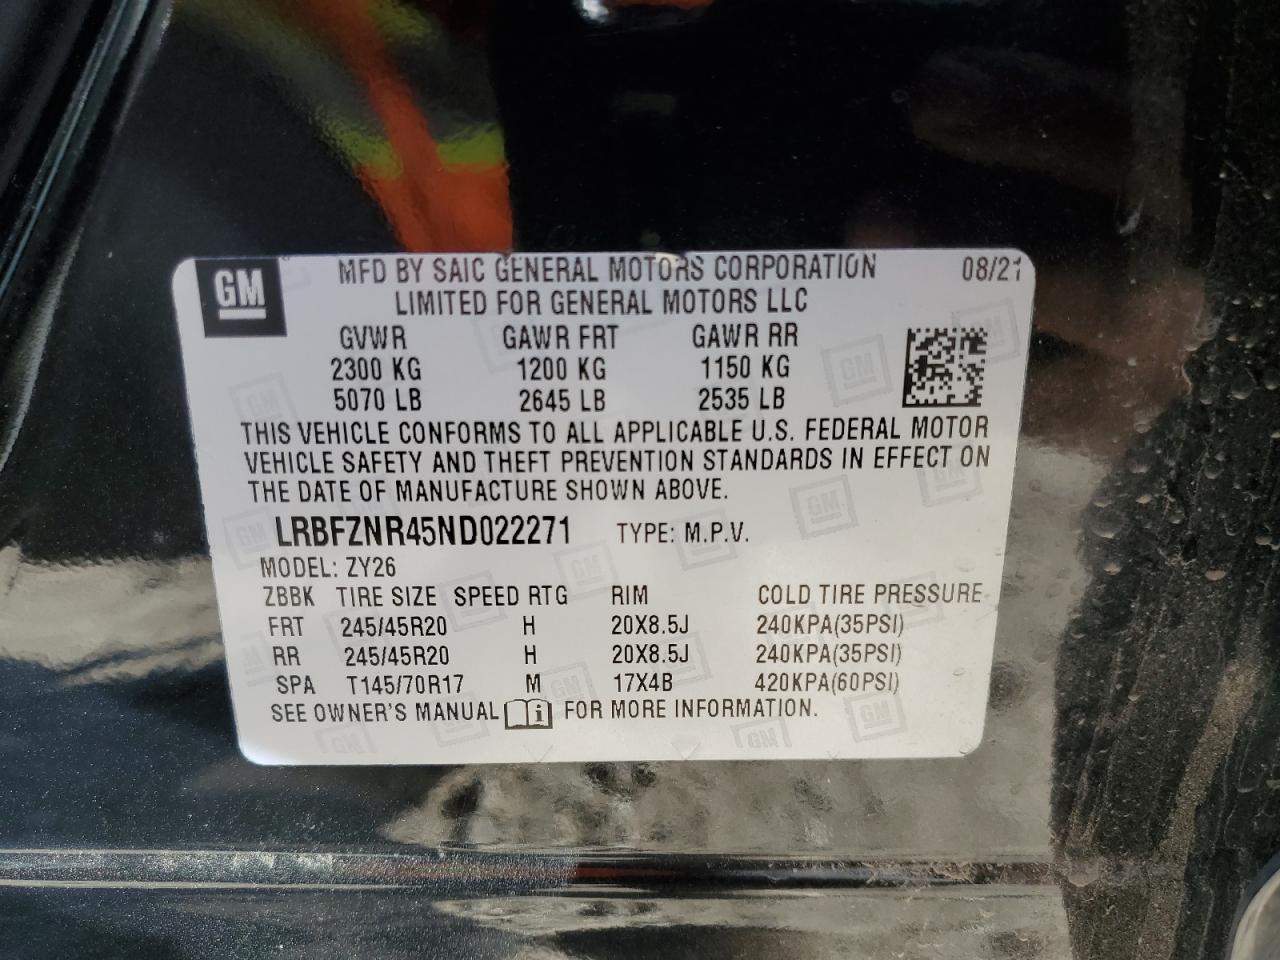 GM MFD BY SAIC GENERAL MOTORS CORPORATION 08/21
LIMITED FOR GENERAL MOTORS LLC
GVWR GAWR FRT GAWR RR
2300 KG 1200 KG 1150 KG
5070 LB 2645 LB 2535 LB
THIS VEHICLE CONFORMS TO ALL APPLICABLE U.S. FEDERAL MOTOR
VEHICLE SAFETY AND THEFT PREVENTION STANDARDS IN EFFECT ON
THE DATE OF MANUFACTURE SHOWN ABOVE.
LRBFZNR45ND022271 TYPE: M.P.V.
MODEL: ZY26
ZBBK TIRE SIZE SPEED RTG RIM COLD TIRE PRESSURE
FRT 245/45R20 H 20X8.5J 240KPA(35PSI)
RR 245/45R20 H 20X8.5J 240KPA(35PSI)
SPA T145/70R17 M 17X4B 420KPA(60PSI)
SEE OWNER'S MANUAL i FOR MORE INFORMATION.